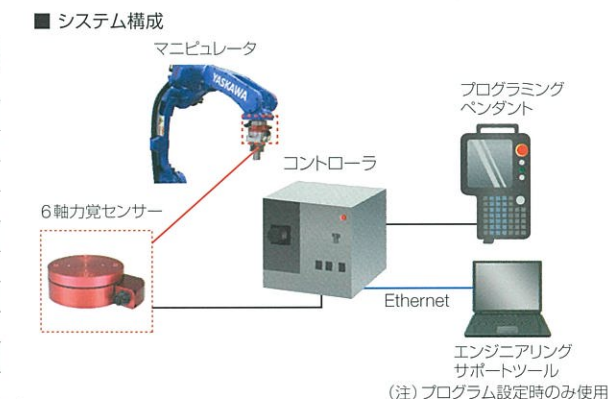 ■ システム構成
マニピュレータ
YASKAWA
プログラミング
ペンダント
コントローラ
6軸力覚センサー
Ethernet
エンジニアリング
サポートツール
(注)プログラム設定時のみ使用